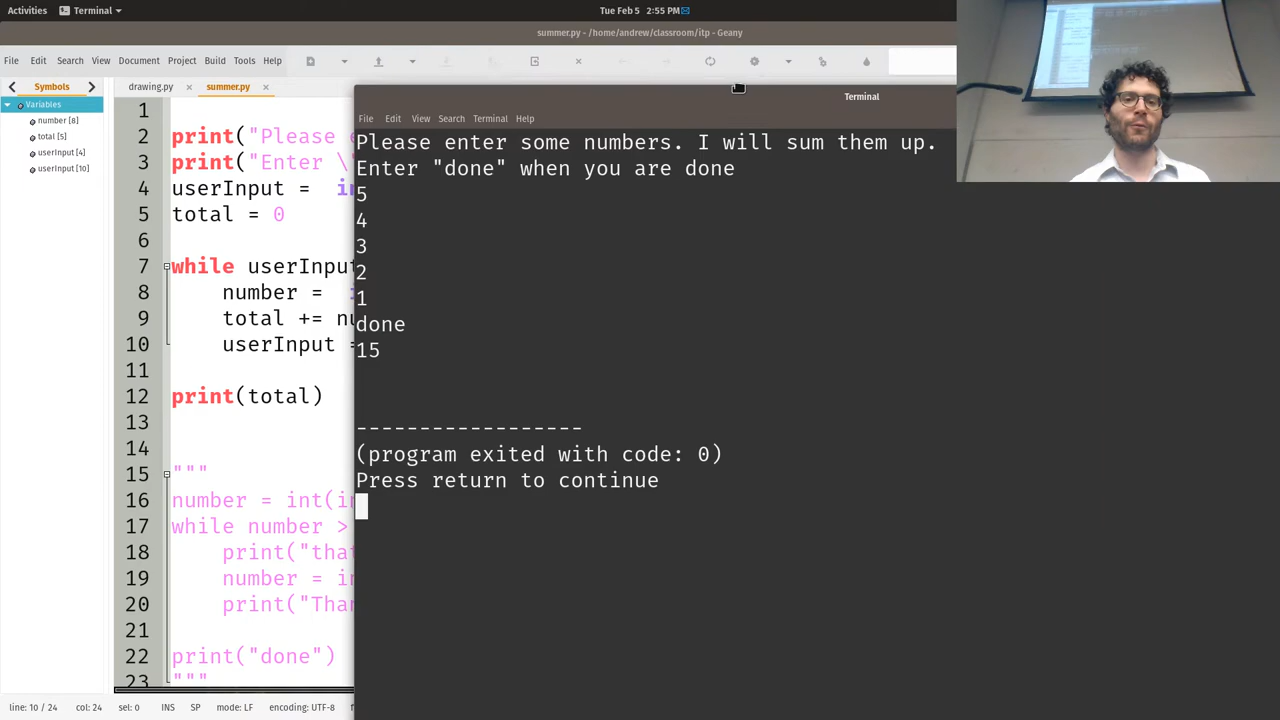 Activities
Terminal
Tue Feb 5 2:55 PM
summer.py - /home/andrew/classroom/itp - Geany
File Edit Search View Document Project Build Tools Help
Symbols
drawing.py
summer.py
Variables
number [8]
total [5]
userInput [4]
userInput [10]
1
2 print("Please e
3 print("Enter \"
4 userInput = in
5 total = 0
6
7 while userInput
8 number = i
9 total += nu
10 userInput =
11
12 print(total)
13
14
15 """
16 number = int(in
17 while number >
18 print("that
19 number = in
20 print("Than
21
22 print("done")
23 """
line: 10 / 24 col: 24 sel: 0 INS SP mode: LF encoding: UTF-8 f
Terminal
File Edit View Search Terminal Help
Please enter some numbers. I will sum them up.
Enter "done" when you are done
5
4
3
2
1
done
15
------------------
(program exited with code: 0)
Press return to continue